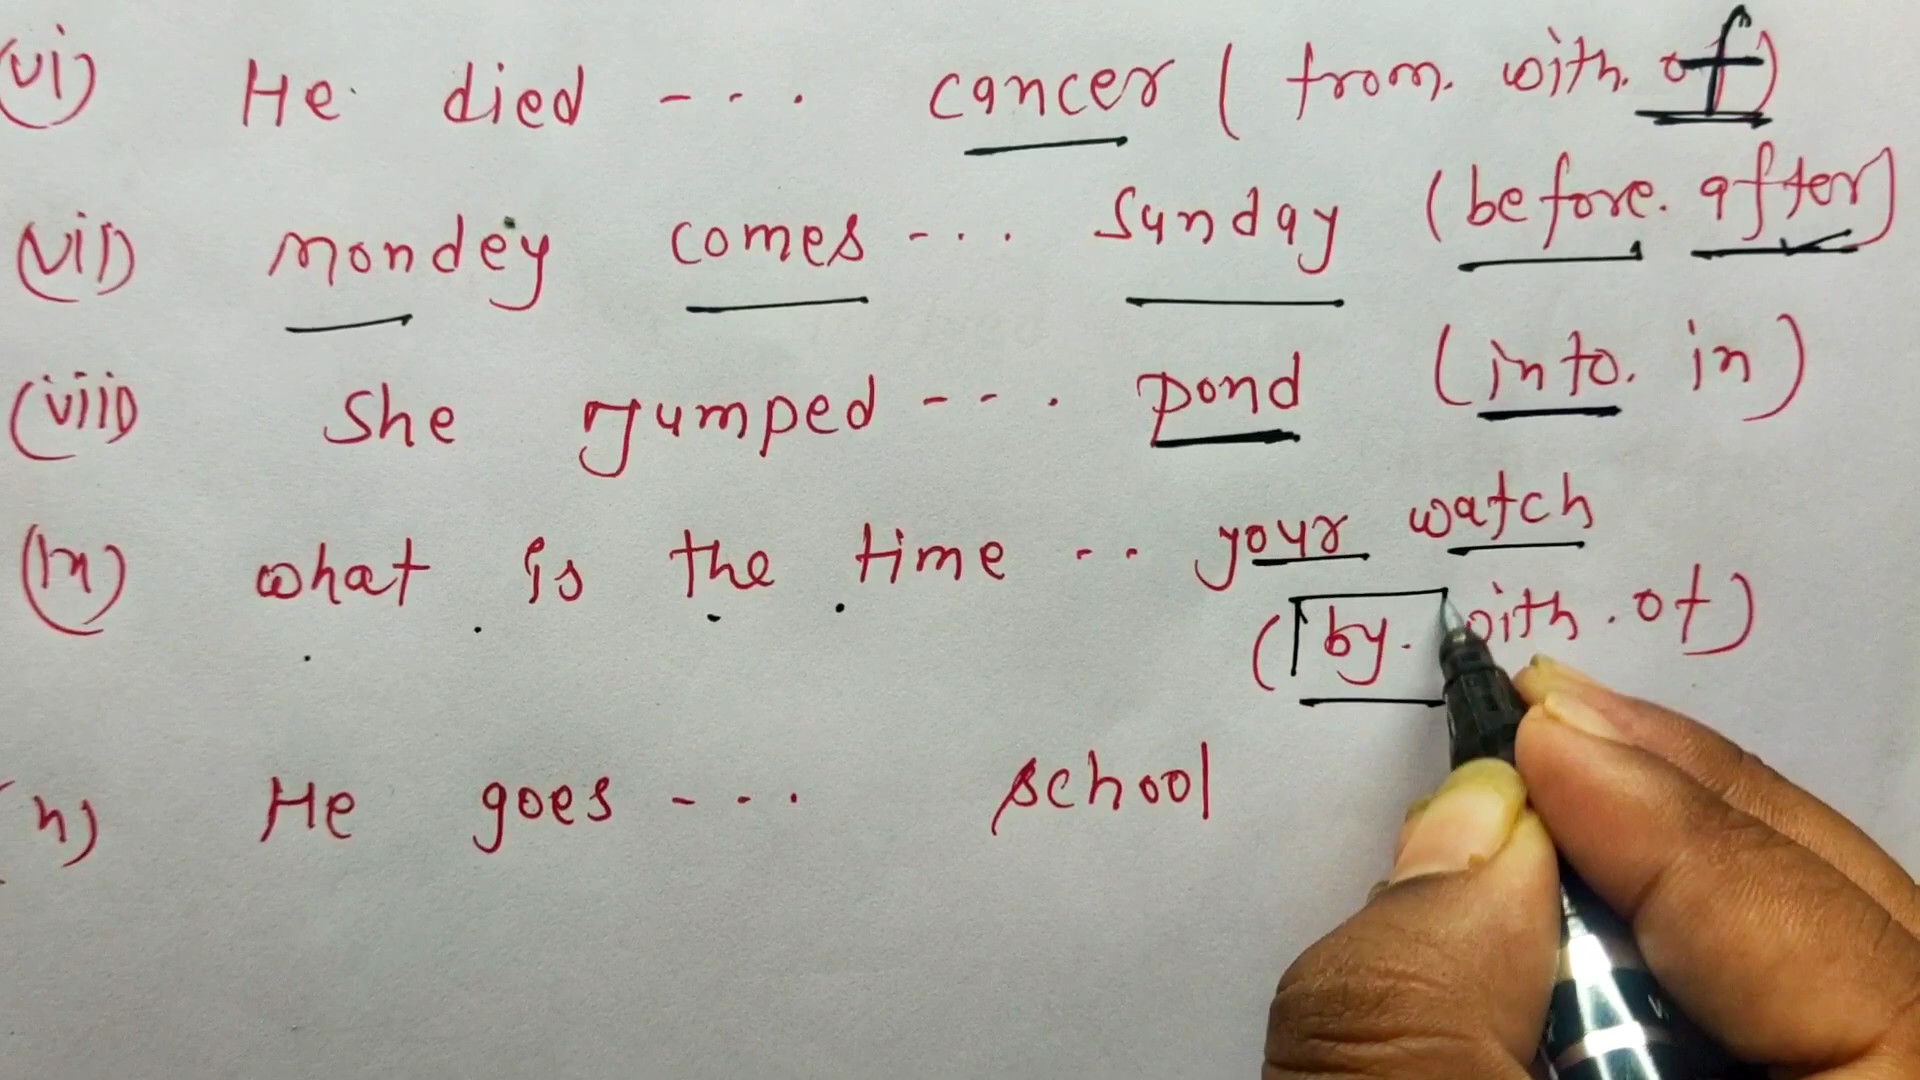 (vi) He died --.. cancer (from. with. of)
(vii) mondey comes -... Sunday (before. after)
(viii) She Jumped --. pond (into. in)
(ix) what is the time .. your watch
(by. with. of)
x) He goes --.. school